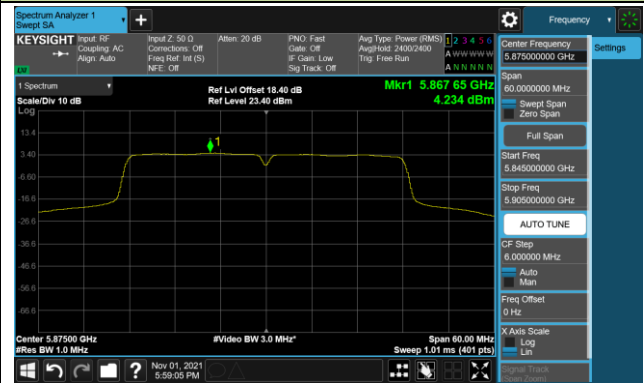 Spectrum Analyzer 1
Swept SA
Frequency
KEYSIGHT
Input: RF
Coupling: AC
Align: Auto
Input Z: 50 Ω
Corrections: Off
Freq Ref: Int (S)
NFE: Off
Atten: 20 dB
PNO: Fast
Gate: Off
IF Gain: Low
Sig Track: Off
Avg Type: Power (RMS)
Avg|Hold: 2400/2400
Trig: Free Run
1 2 3 4 5 6
A W W W W W
A N N N N N
LXI
1 Spectrum
Scale/Div 10 dB
Ref Lvl Offset 18.40 dB
Ref Level 23.40 dBm
Mkr1 5.867 65 GHz
4.234 dBm
Log
13.4
3.40
-6.60
-16.6
-26.6
-36.6
-46.6
-56.6
-66.6
1
Center 5.87500 GHz
#Res BW 1.0 MHz
#Video BW 3.0 MHz*
Span 60.00 MHz
Sweep 1.01 ms (401 pts)
Nov 01, 2021
5:59:05 PM
Center Frequency
5.875000000 GHz
Settings
Span
60.0000000 MHz
Swept Span
Zero Span
Full Span
Start Freq
5.845000000 GHz
Stop Freq
5.905000000 GHz
AUTO TUNE
CF Step
6.000000 MHz
Auto
Man
Freq Offset
0 Hz
X Axis Scale
Log
Lin
Signal Track
(Span Zoom)